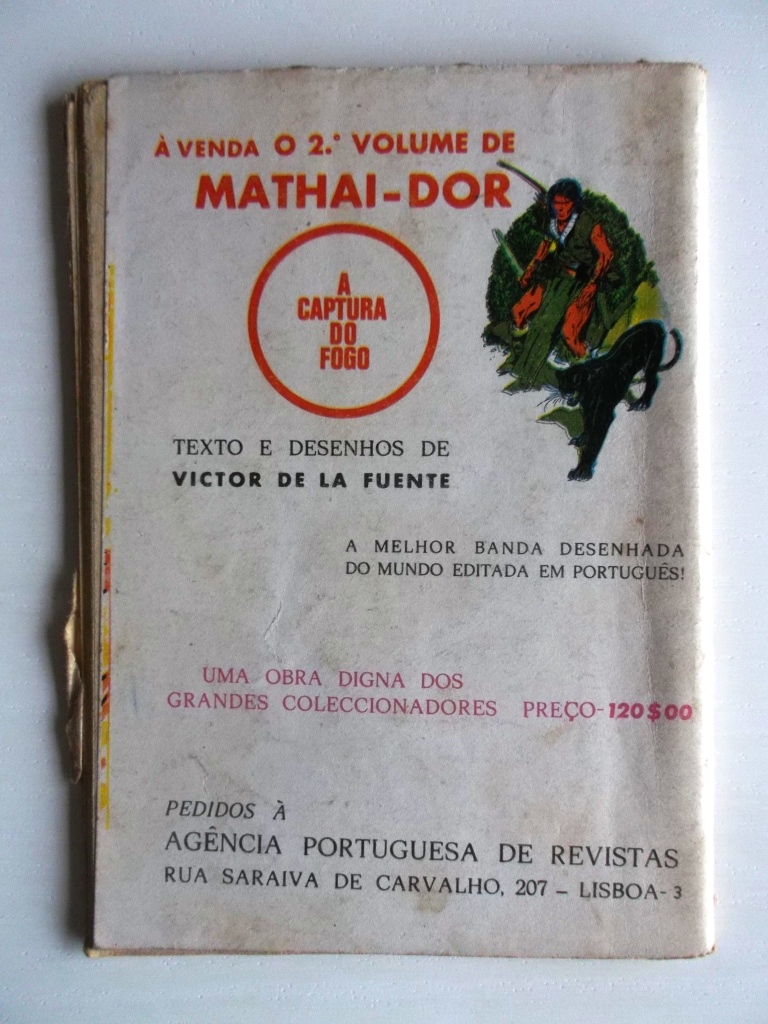 À VENDA O 2.º VOLUME DE
MATHAI-DOR
A
CAPTURA
DO
FOGO
TEXTO E DESENHOS DE
VICTOR DE LA FUENTE
A MELHOR BANDA DESENHADA
DO MUNDO EDITADA EM PORTUGUÊS!
UMA OBRA DIGNA DOS
GRANDES COLECCIONADORES PREÇO-120$00
PEDIDOS À
AGÊNCIA PORTUGUESA DE REVISTAS
RUA SARAIVA DE CARVALHO, 207 – LISBOA-3